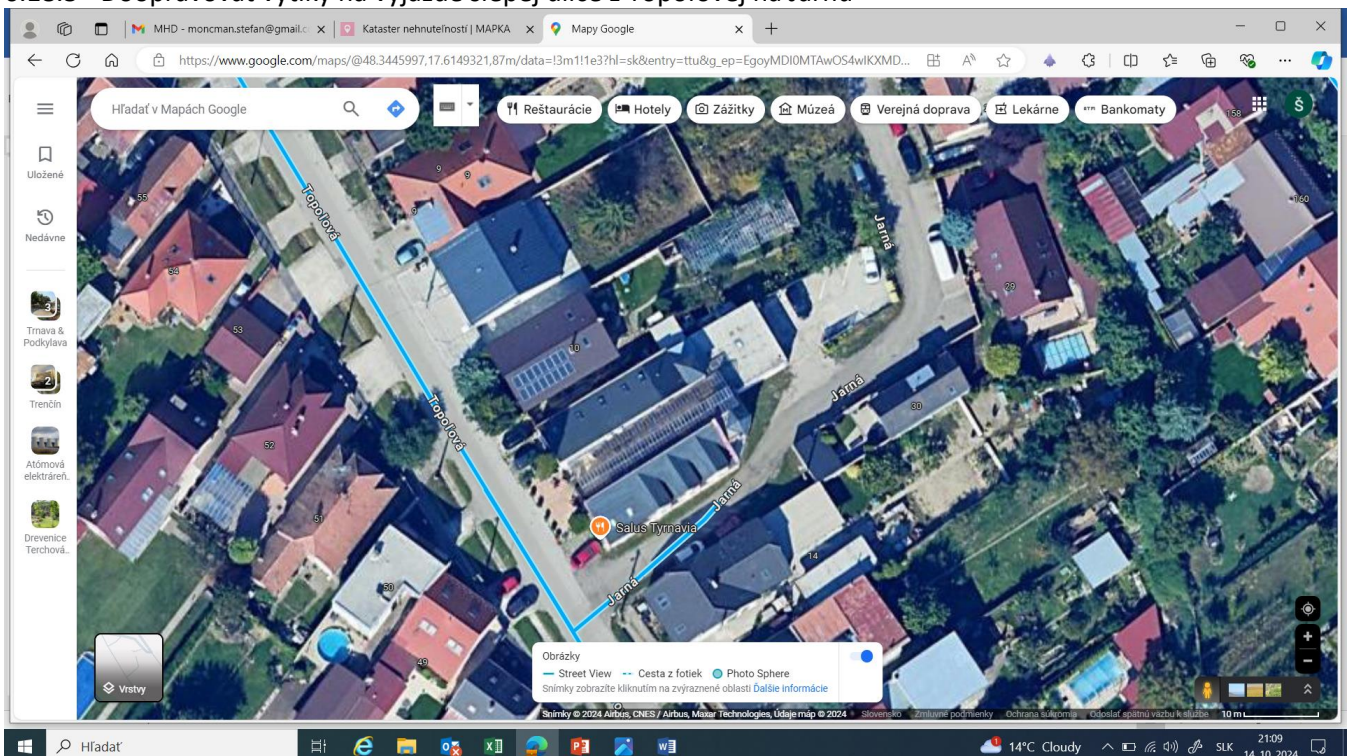 MHD - moncman.stefan@gmail.c
Kataster nehnuteľností | MAPKA
Mapy Google
https://www.google.com/maps/@48.3445997,17.6149321,87m/data=!3m1!1e3?hl=sk&entry=ttu&g_ep=EgoyMDI0MTAwOS4wIKXMD...
Hľadať v Mapách Google
Reštaurácie
Hotely
Zážitky
Múzeá
Verejná doprava
Lekárne
Bankomaty
Š
Uložené
Nedávne
3
Trnava &
Podkylava
2
Trenčín
Atómová
elektráreň.
Drevenice
Terchová..
Topoľová
Topoľová
Jarná
Jarná
Jarná
Jarná
Salus Tyrnavia
55
54
53
52
51
50
49
9
9
9
10
14
29
30
158
160
Vrstvy
Obrázky
Street View
Cesta z fotiek
Photo Sphere
Snímky zobrazíte kliknutím na zvýraznené oblasti Ďalšie informácie
Snímky © 2024 Airbus, CNES / Airbus, Maxar Technologies, Údaje máp © 2024
Slovensko
Zmluvné podmienky
Ochrana súkromia
Odoslať spätnú väzbu k službe
10 m
Hľadať
14°C Cloudy
SLK
21:09
14. 10. 2024